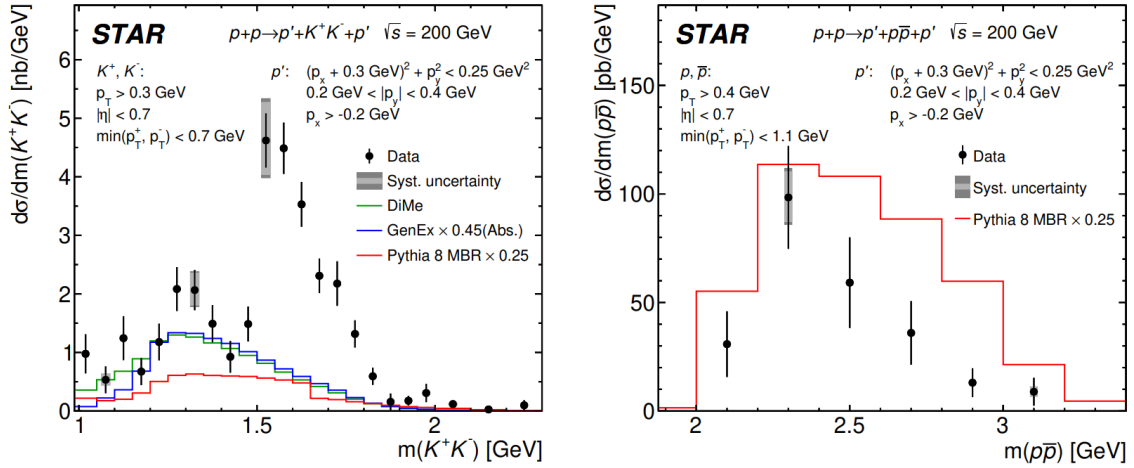 dσ/dm(K⁺K⁻) [nb/GeV]
6
5
4
3
2
1
0
STAR
p+p→p′+K⁺K⁻+p′ √s = 200 GeV
K⁺, K⁻:
p_T > 0.3 GeV
|η| < 0.7
min(p_T⁺, p_T⁻) < 0.7 GeV
p′: (p_x + 0.3 GeV)² + p_y² < 0.25 GeV²
0.2 GeV < |p_y| < 0.4 GeV
p_x > -0.2 GeV
Data
Syst. uncertainty
DiMe
GenEx × 0.45(Abs.)
Pythia 8 MBR × 0.25
1
1.5
2
m(K⁺K⁻) [GeV]
dσ/dm(pp̅) [pb/GeV]
150
100
50
0
STAR
p+p→p′+pp̅+p′ √s = 200 GeV
p, p̅:
p_T > 0.4 GeV
|η| < 0.7
min(p_T⁺, p_T⁻) < 1.1 GeV
p′: (p_x + 0.3 GeV)² + p_y² < 0.25 GeV²
0.2 GeV < |p_y| < 0.4 GeV
p_x > -0.2 GeV
Data
Syst. uncertainty
Pythia 8 MBR × 0.25
2
2.5
3
m(pp̅) [GeV]